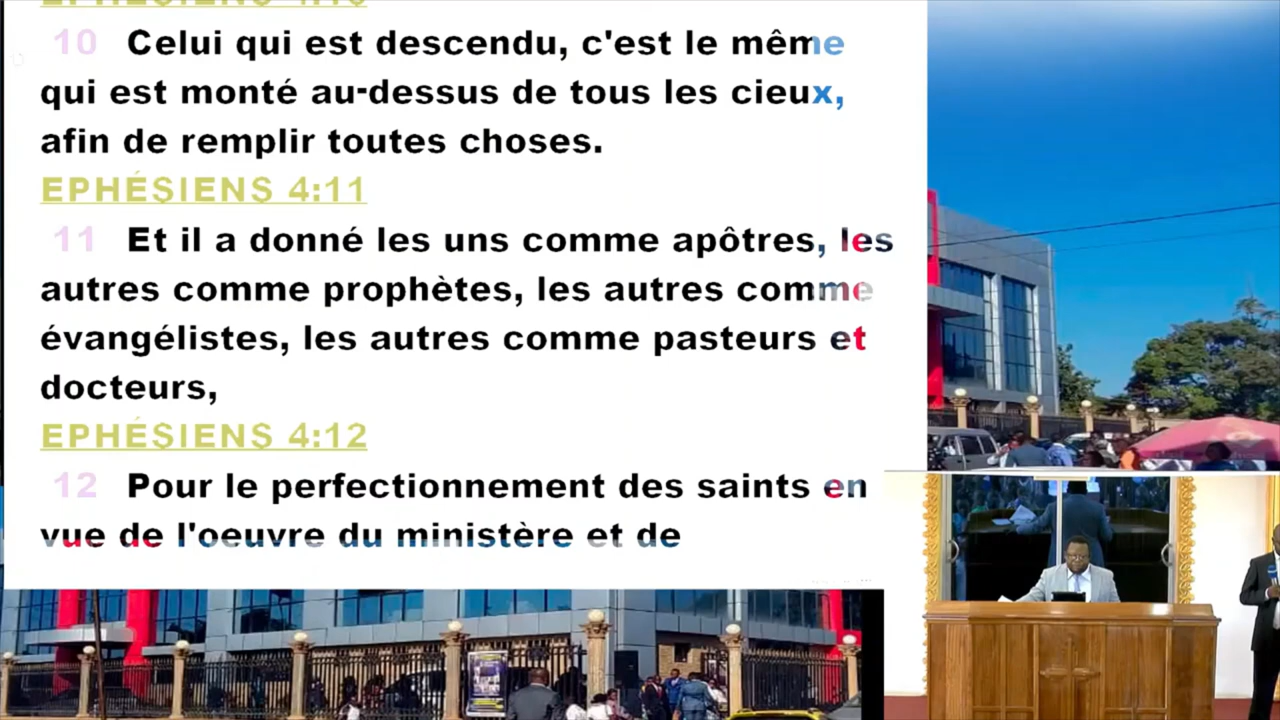 EPHÉSIENS 4:10
10 Celui qui est descendu, c'est le même
qui est monté au-dessus de tous les cieux,
afin de remplir toutes choses.
EPHÉSIENS 4:11
11 Et il a donné les uns comme apôtres, les
autres comme prophètes, les autres comme
évangélistes, les autres comme pasteurs et
docteurs,
EPHÉSIENS 4:12
12 Pour le perfectionnement des saints en
vue de l'oeuvre du ministère et de